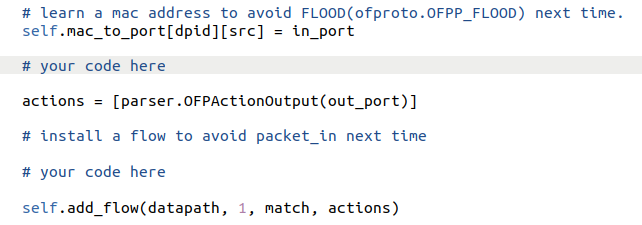 # learn a mac address to avoid FLOOD(ofproto.OFPP_FLOOD) next time.
self.mac_to_port[dpid][src] = in_port
# your code here
actions = [parser.OFPActionOutput(out_port)]
# install a flow to avoid packet_in next time
# your code here
self.add_flow(datapath, 1, match, actions)